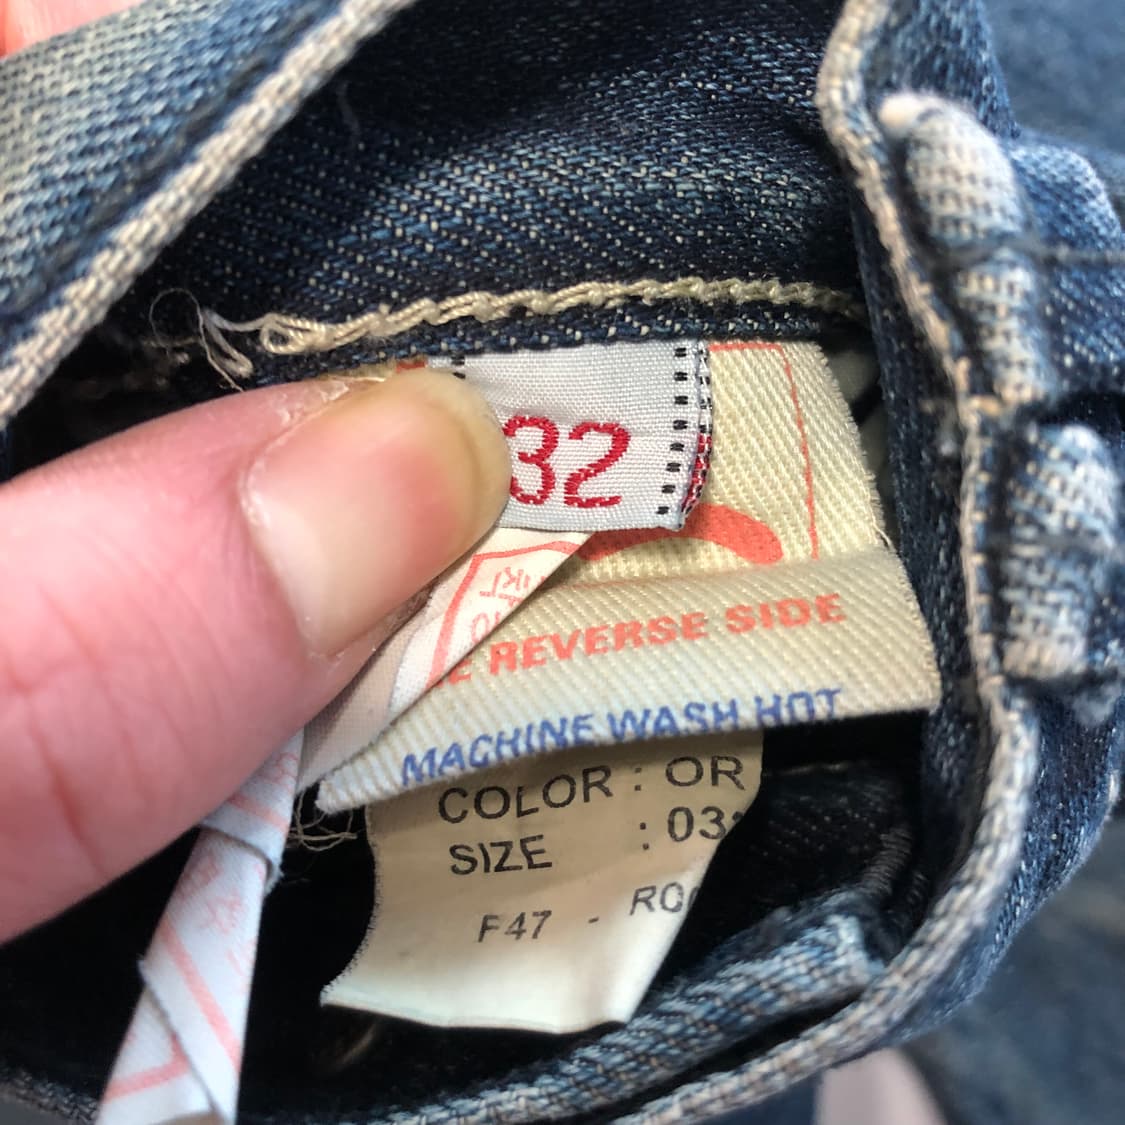 32
REVERSE SIDE
MACHINE WASH HOT
COLOR : OR
SIZE : 03
F47 - RO